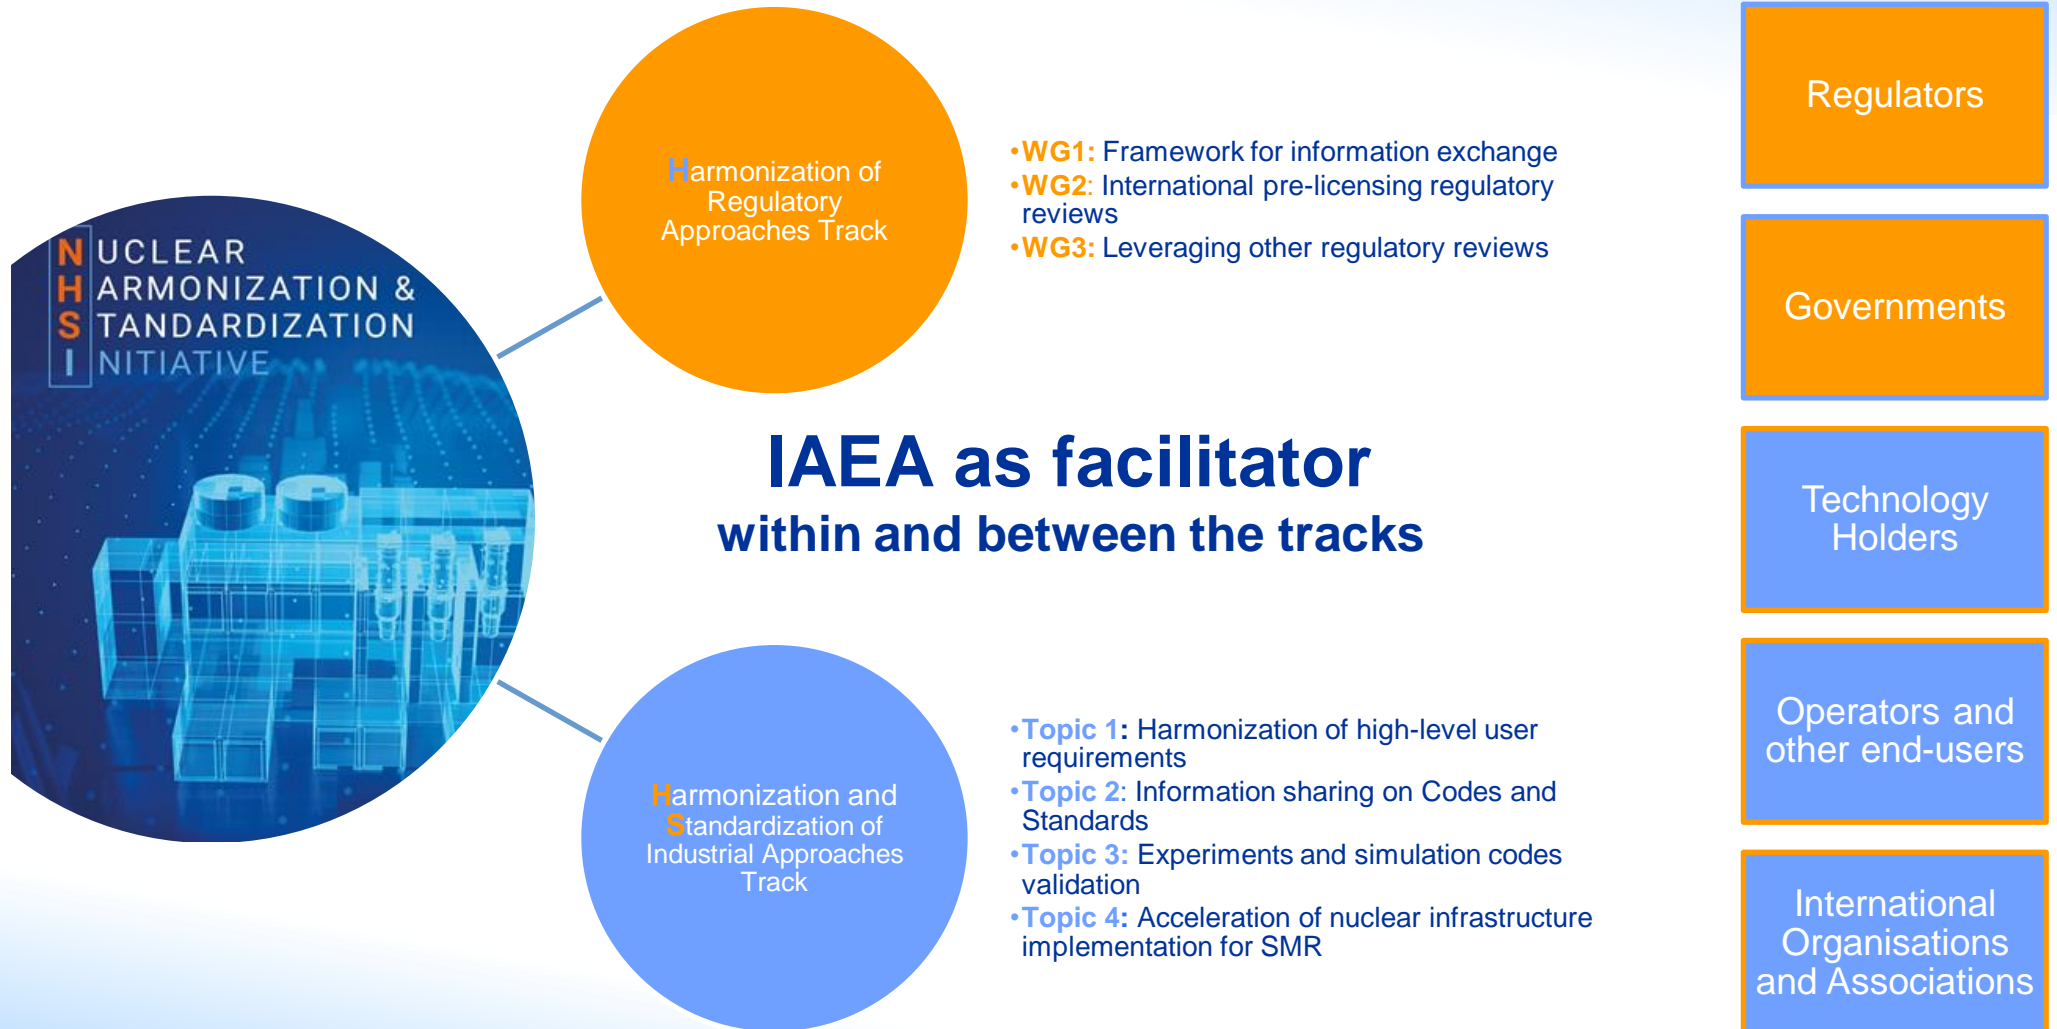 NUCLEAR
HARMONIZATION &
STANDARDIZATION
INITIATIVE
Harmonization of
Regulatory
Approaches Track
•WG1: Framework for information exchange
•WG2: International pre-licensing regulatory
reviews
•WG3: Leveraging other regulatory reviews
IAEA as facilitator
within and between the tracks
Harmonization and
Standardization of
Industrial Approaches
Track
•Topic 1: Harmonization of high-level user
requirements
•Topic 2: Information sharing on Codes and
Standards
•Topic 3: Experiments and simulation codes
validation
•Topic 4: Acceleration of nuclear infrastructure
implementation for SMR
Regulators
Governments
Technology
Holders
Operators and
other end-users
International
Organisations
and Associations